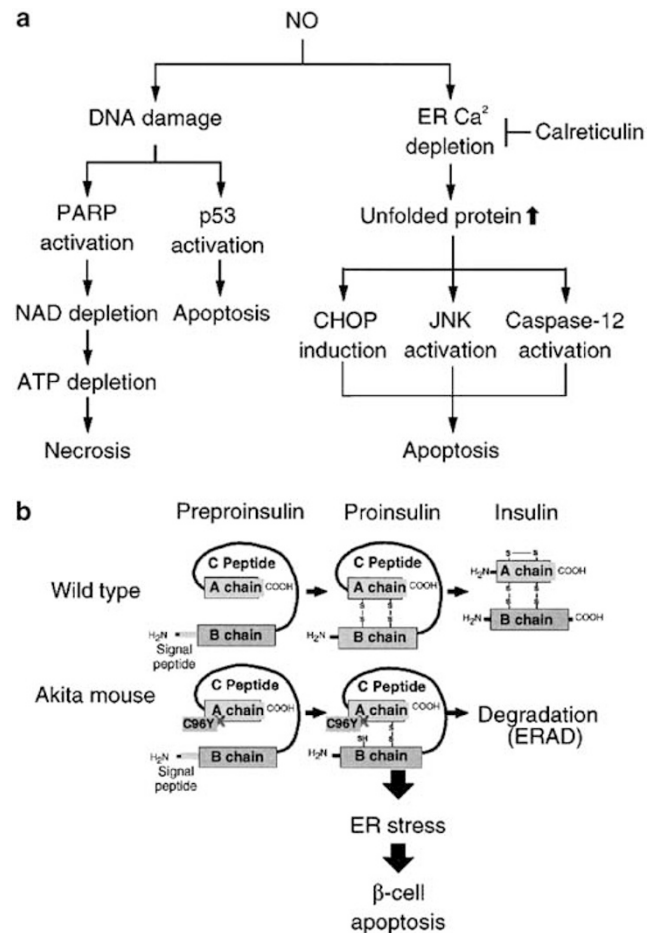 a
NO
DNA damage
ER Ca²
depletion
Calreticulin
PARP
activation
p53
activation
Unfolded protein
NAD depletion
Apoptosis
CHOP
induction
JNK
activation
Caspase-12
activation
ATP depletion
Necrosis
Apoptosis
b
Preproinsulin
Proinsulin
Insulin
Wild type
C Peptide
A chain
COOH
H₂N
Signal
peptide
B chain
C Peptide
A chain
COOH
S S
S S
H₂N
B chain
S S
H₂N
A chain
COOH
S S
S S
H₂N
B chain
COOH
Akita mouse
C Peptide
A chain
COOH
C96Y
H₂N
Signal
peptide
B chain
C Peptide
A chain
COOH
C96Y
S
SH S
H₂N
B chain
Degradation
(ERAD)
ER stress
β-cell
apoptosis